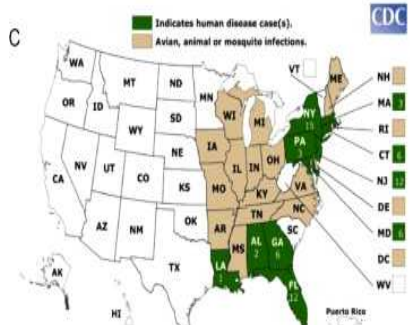 C
Indicates human disease case(s).
Avian, animal or mosquito infections.
CDC
WA
MT
ND
MN
VT
ME
NH
OR
ID
SD
WI
MI
NY
MA
WY
RI
NV
UT
NE
IA
PA
CT 6
CA
CO
IL
IN
OH
NJ 12
KS
MO
KY
VA
DE
AZ
NM
OK
AR
TN
NC
MD 6
TX
MS
AL
2
GA
6
SC
DC
LA
1
FL
12
WV
AK
HI
Puerto Rico